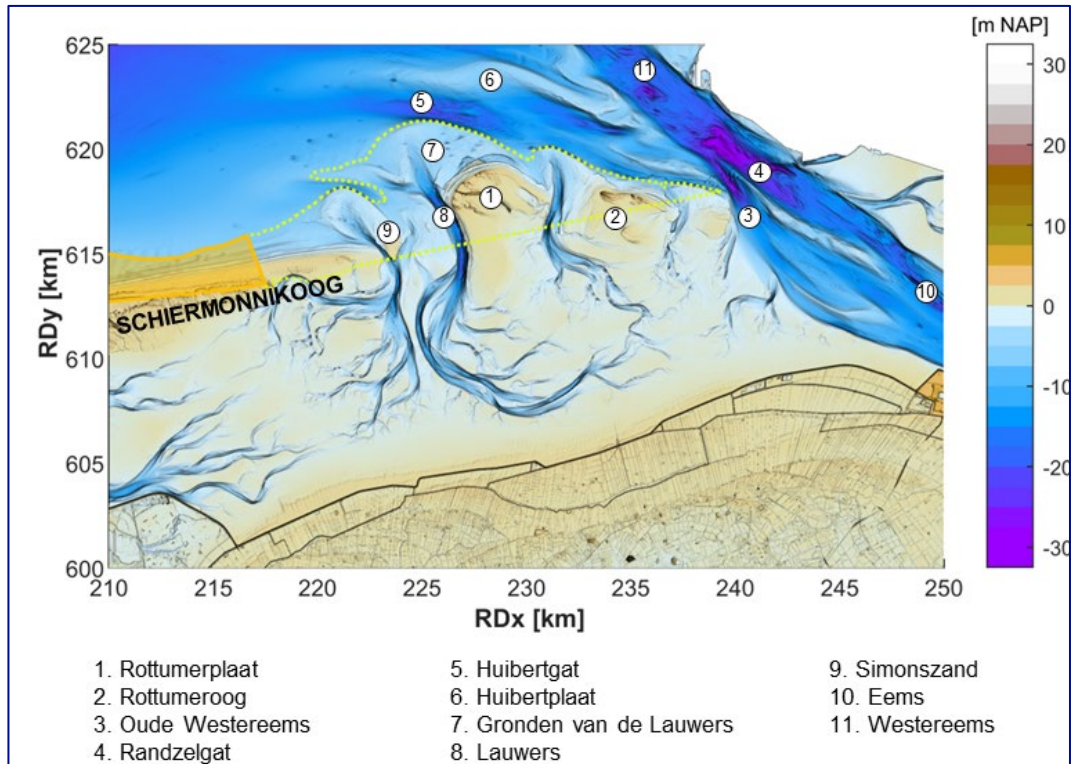 [m NAP]
625
620
615
610
605
600
RDy [km]
210
215
220
225
230
235
240
245
250
RDx [km]
30
20
10
0
-10
-20
-30
11
6
5
7
4
1
8
2
3
9
10
SCHIERMONNIKOOG
1. Rottumerplaat
2. Rottumeroog
3. Oude Westereems
4. Randzelgat
5. Huibertgat
6. Huibertplaat
7. Gronden van de Lauwers
8. Lauwers
9. Simonszand
10. Eems
11. Westereems